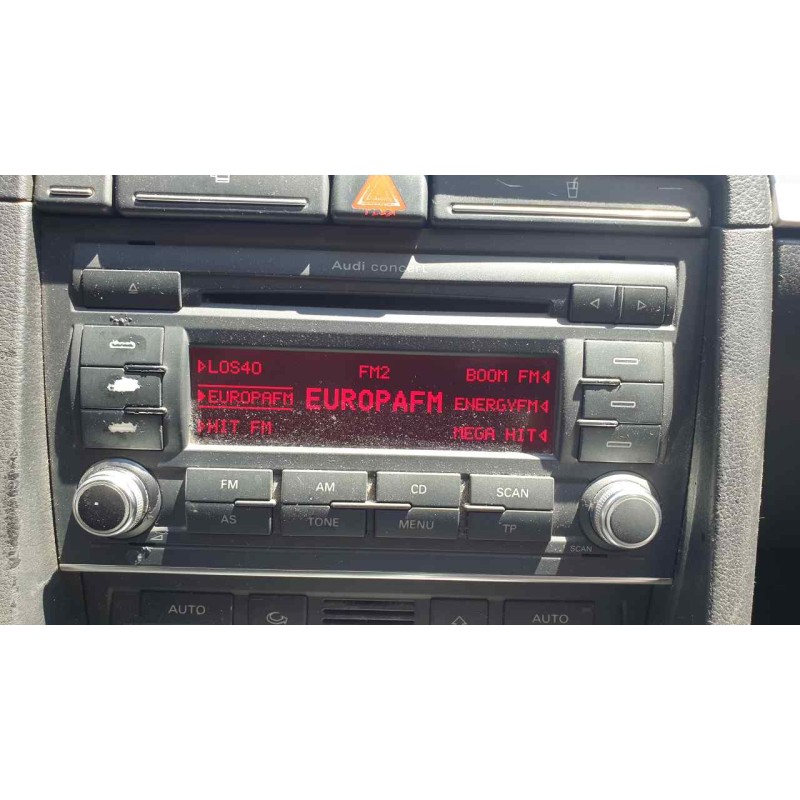 Audi concert
LOS40 FM2 BOOM FM
EUROPAFM EUROPAFM ENERGYFM
HIT FM MEGA HIT
FM AM CD SCAN
AS TONE MENU TP
SCAN
AUTO AUTO